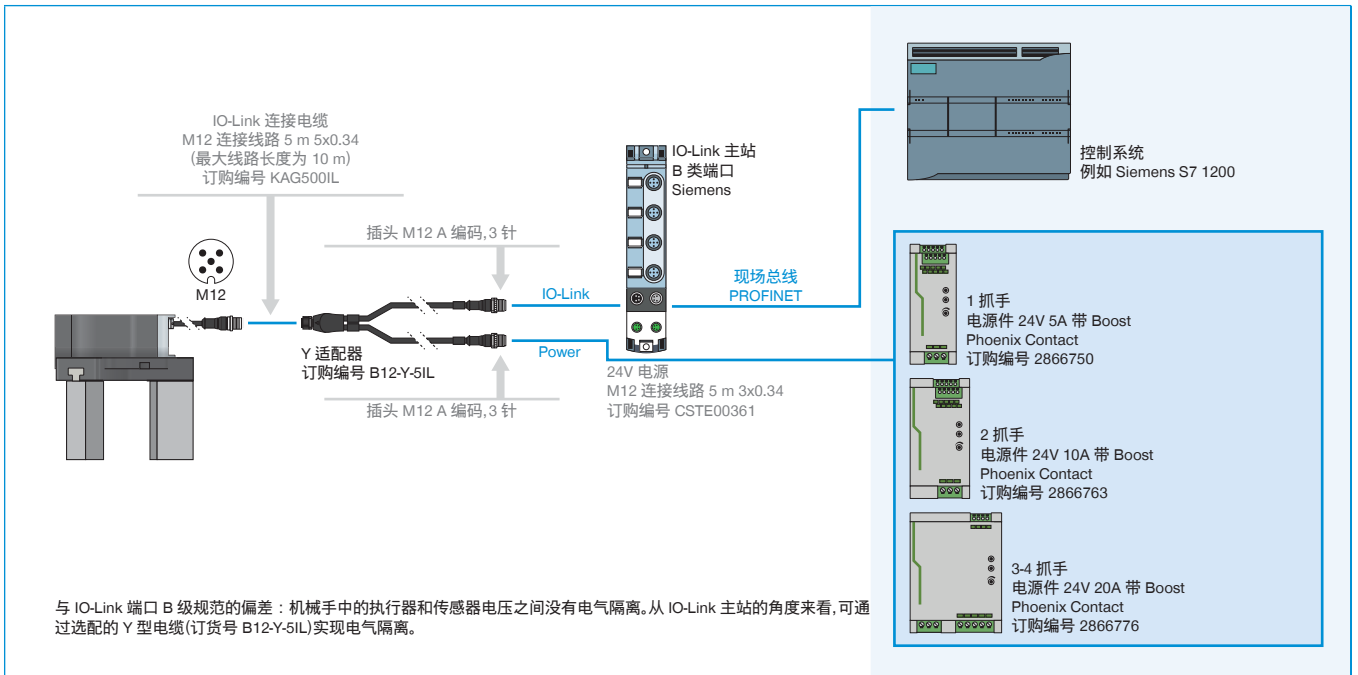 IO-Link 连接电缆
M12 连接线路 5 m 5x0.34
(最大线路长度为 10 m)
订购编号 KAG500IL
M12
插头 M12 A 编码,3 针
IO-Link
Y 适配器
订购编号 B12-Y-5IL
Power
插头 M12 A 编码,3 针
IO-Link 主站
B 类端口
Siemens
现场总线
PROFINET
24V 电源
M12 连接线路 5 m 3x0.34
订购编号 CSTE00361
控制系统
例如 Siemens S7 1200
1 抓手
电源件 24V 5A 带 Boost
Phoenix Contact
订购编号 2866750
2 抓手
电源件 24V 10A 带 Boost
Phoenix Contact
订购编号 2866763
3-4 抓手
电源件 24V 20A 带 Boost
Phoenix Contact
订购编号 2866776
与 IO-Link 端口 B 级规范的偏差：机械手中的执行器和传感器电压之间没有电气隔离。从 IO-Link 主站的角度来看,可通
过选配的 Y 型电缆(订货号 B12-Y-5IL)实现电气隔离。